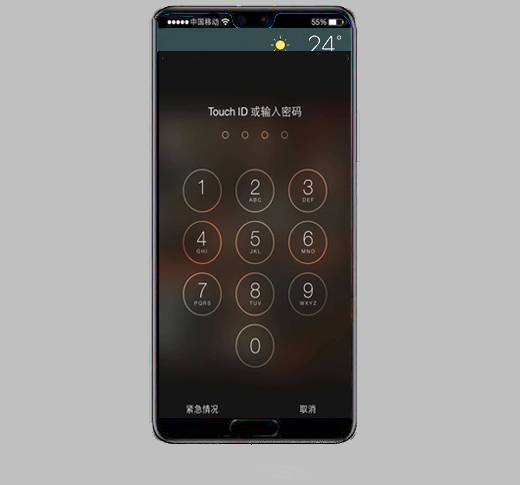 ●●●●● 中国移动 55%
24°
Touch ID 或输入密码
1 2 ABC 3 DEF
4 GHI 5 JKL 6 MNO
7 PQRS 8 TUV 9 WXYZ
0
紧急情况 取消